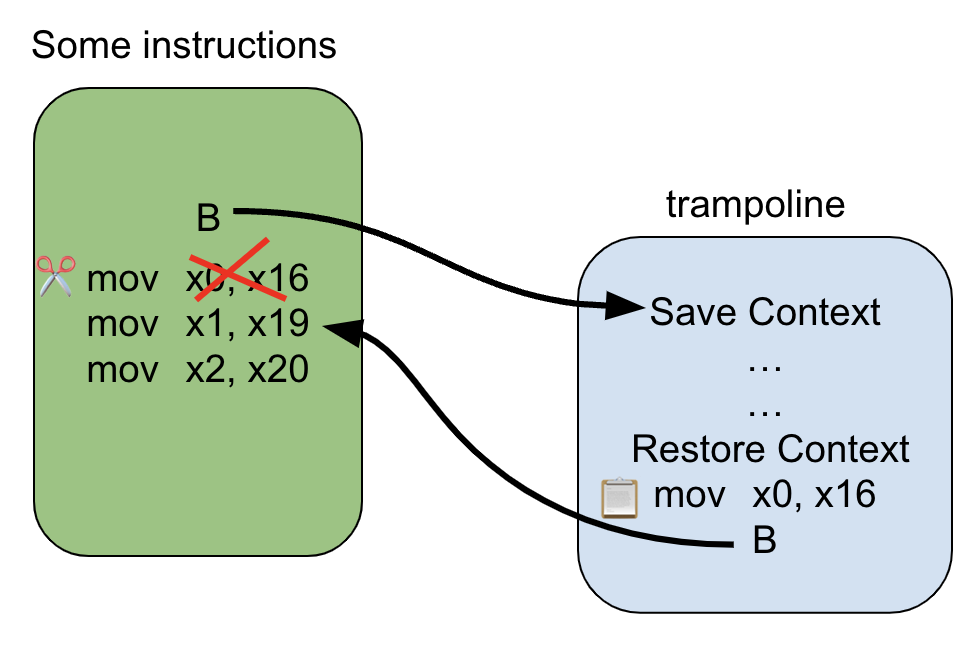 Some instructions
B
mov x0, x16
mov x1, x19
mov x2, x20
trampoline
Save Context
…
…
Restore Context
mov x0, x16
B